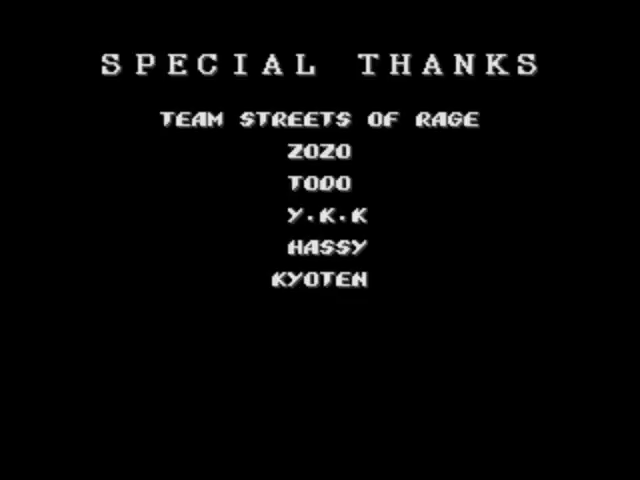 SPECIAL THANKS
TEAM STREETS OF RAGE
ZOZO
TODO
Y.K.K
HASSY
KYOTEN